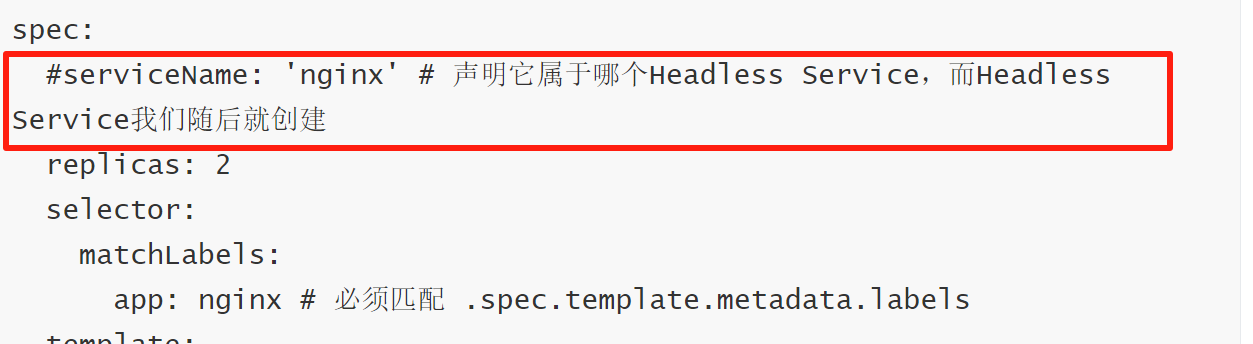 spec:
#serviceName: 'nginx' # 声明它属于哪个Headless Service，而Headless
Service我们随后就创建
replicas: 2
selector:
matchLabels:
app: nginx # 必须匹配 .spec.template.metadata.labels
template: